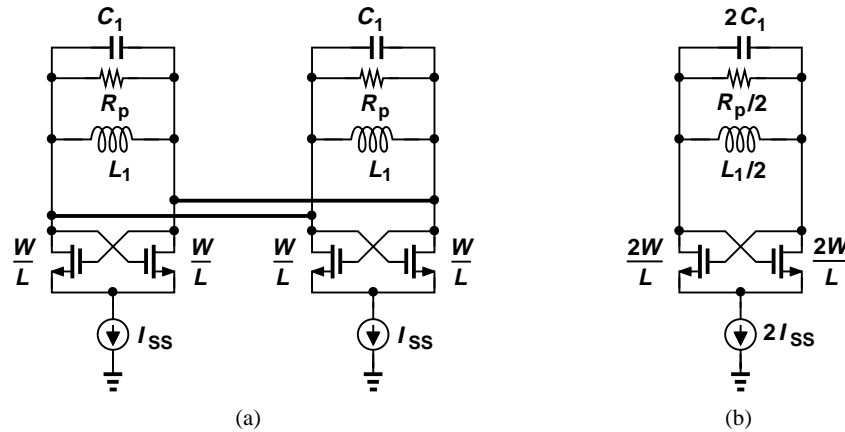 C1 C1 2C1
Rp Rp Rp/2
L1 L1 L1/2
W W W W 2W 2W
L L L L L L
ISS ISS 2ISS
(a) (b)